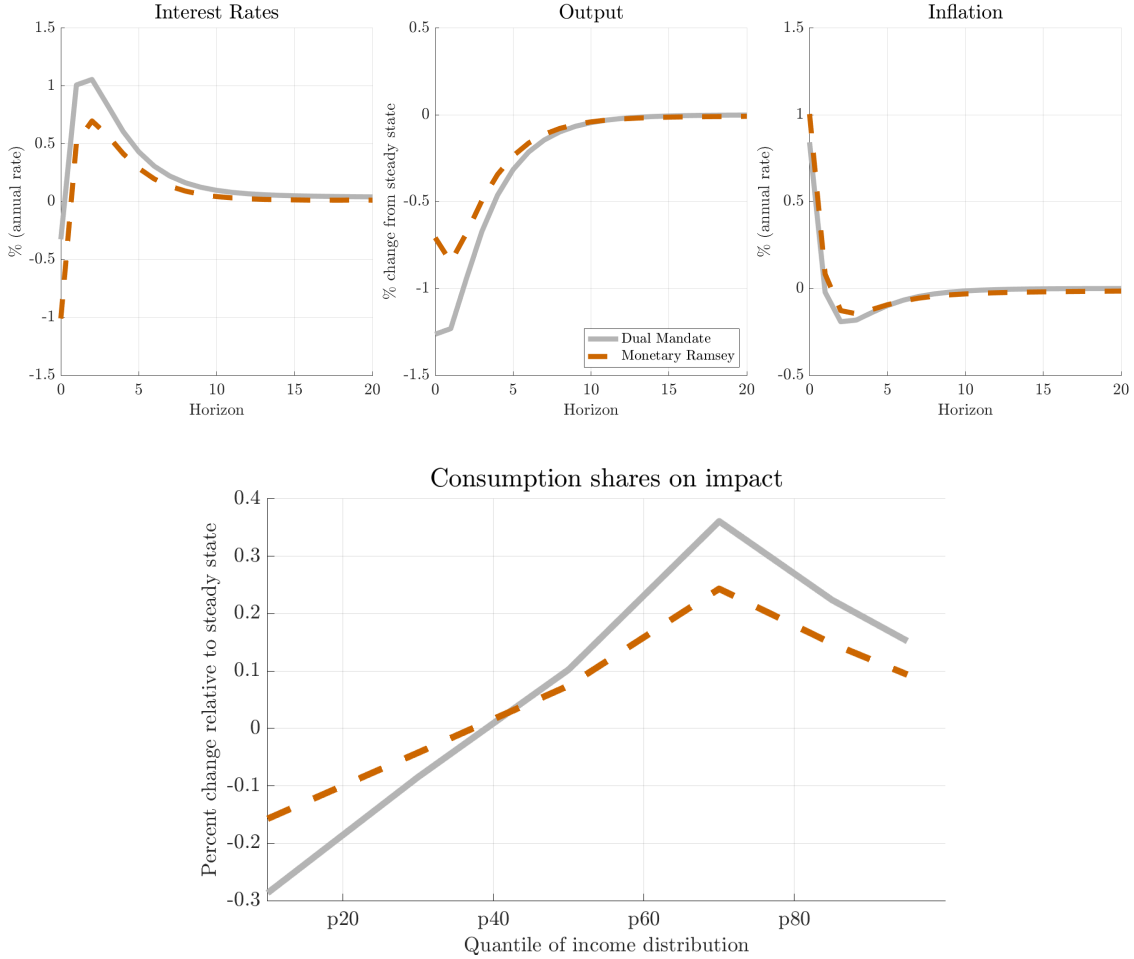 Interest Rates
% (annual rate)
1.5
1
0.5
0
-0.5
-1
-1.5
0 5 10 15 20
Horizon
Output
% change from steady state
0.5
0
-0.5
-1
-1.5
0 5 10 15 20
Horizon
Dual Mandate
Monetary Ramsey
Inflation
% (annual rate)
1.5
1
0.5
0
-0.5
0 5 10 15 20
Horizon
Consumption shares on impact
Percent change relative to steady state
0.4
0.3
0.2
0.1
0
-0.1
-0.2
-0.3
p20 p40 p60 p80
Quantile of income distribution